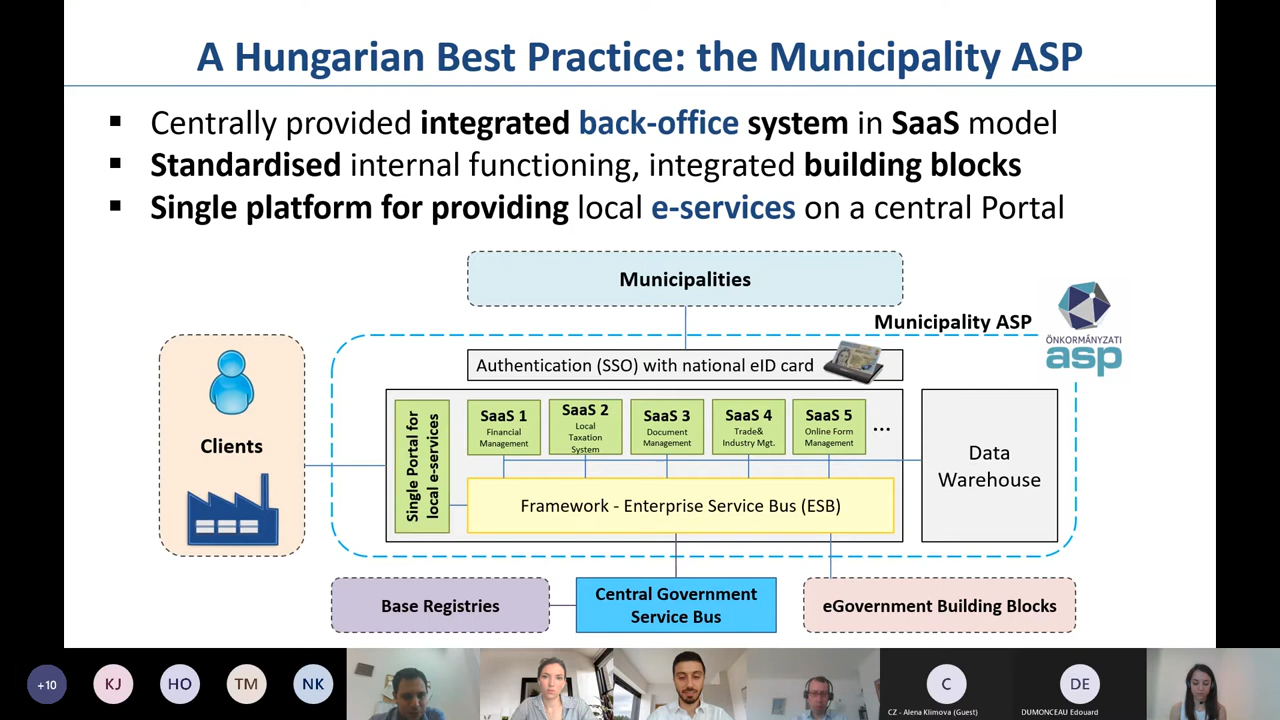 A Hungarian Best Practice: the Municipality ASP
▪ Centrally provided integrated back-office system in SaaS model
▪ Standardised internal functioning, integrated building blocks
▪ Single platform for providing local e-services on a central Portal
Municipalities
Municipality ASP
ÖNKORMÁNYZATI
asp
Authentication (SSO) with national eID card
Clients
Single Portal for
local e-services
SaaS 1
Financial
Management
SaaS 2
Local
Taxation
System
SaaS 3
Document
Management
SaaS 4
Trade&
Industry Mgt.
SaaS 5
Online Form
Management
...
Data
Warehouse
Framework - Enterprise Service Bus (ESB)
Base Registries
Central Government
Service Bus
eGovernment Building Blocks
+10
KJ
HO
TM
NK
C
CZ - Alena Klimova (Guest)
DE
DUMONCEAU Edouard